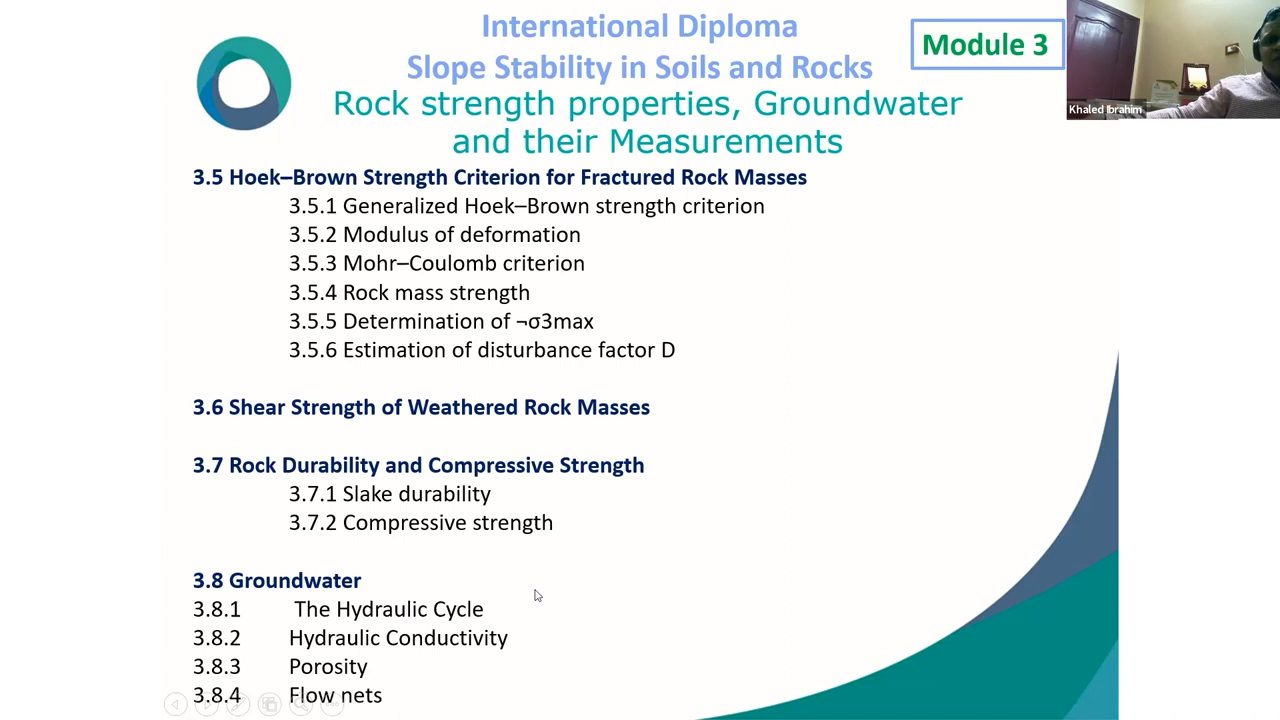 International Diploma
Slope Stability in Soils and Rocks
Module 3
Rock strength properties, Groundwater
and their Measurements
Khaled Ibrahim
3.5 Hoek–Brown Strength Criterion for Fractured Rock Masses
3.5.1 Generalized Hoek–Brown strength criterion
3.5.2 Modulus of deformation
3.5.3 Mohr–Coulomb criterion
3.5.4 Rock mass strength
3.5.5 Determination of ¬σ3max
3.5.6 Estimation of disturbance factor D
3.6 Shear Strength of Weathered Rock Masses
3.7 Rock Durability and Compressive Strength
3.7.1 Slake durability
3.7.2 Compressive strength
3.8 Groundwater
3.8.1 The Hydraulic Cycle
3.8.2 Hydraulic Conductivity
3.8.3 Porosity
3.8.4 Flow nets